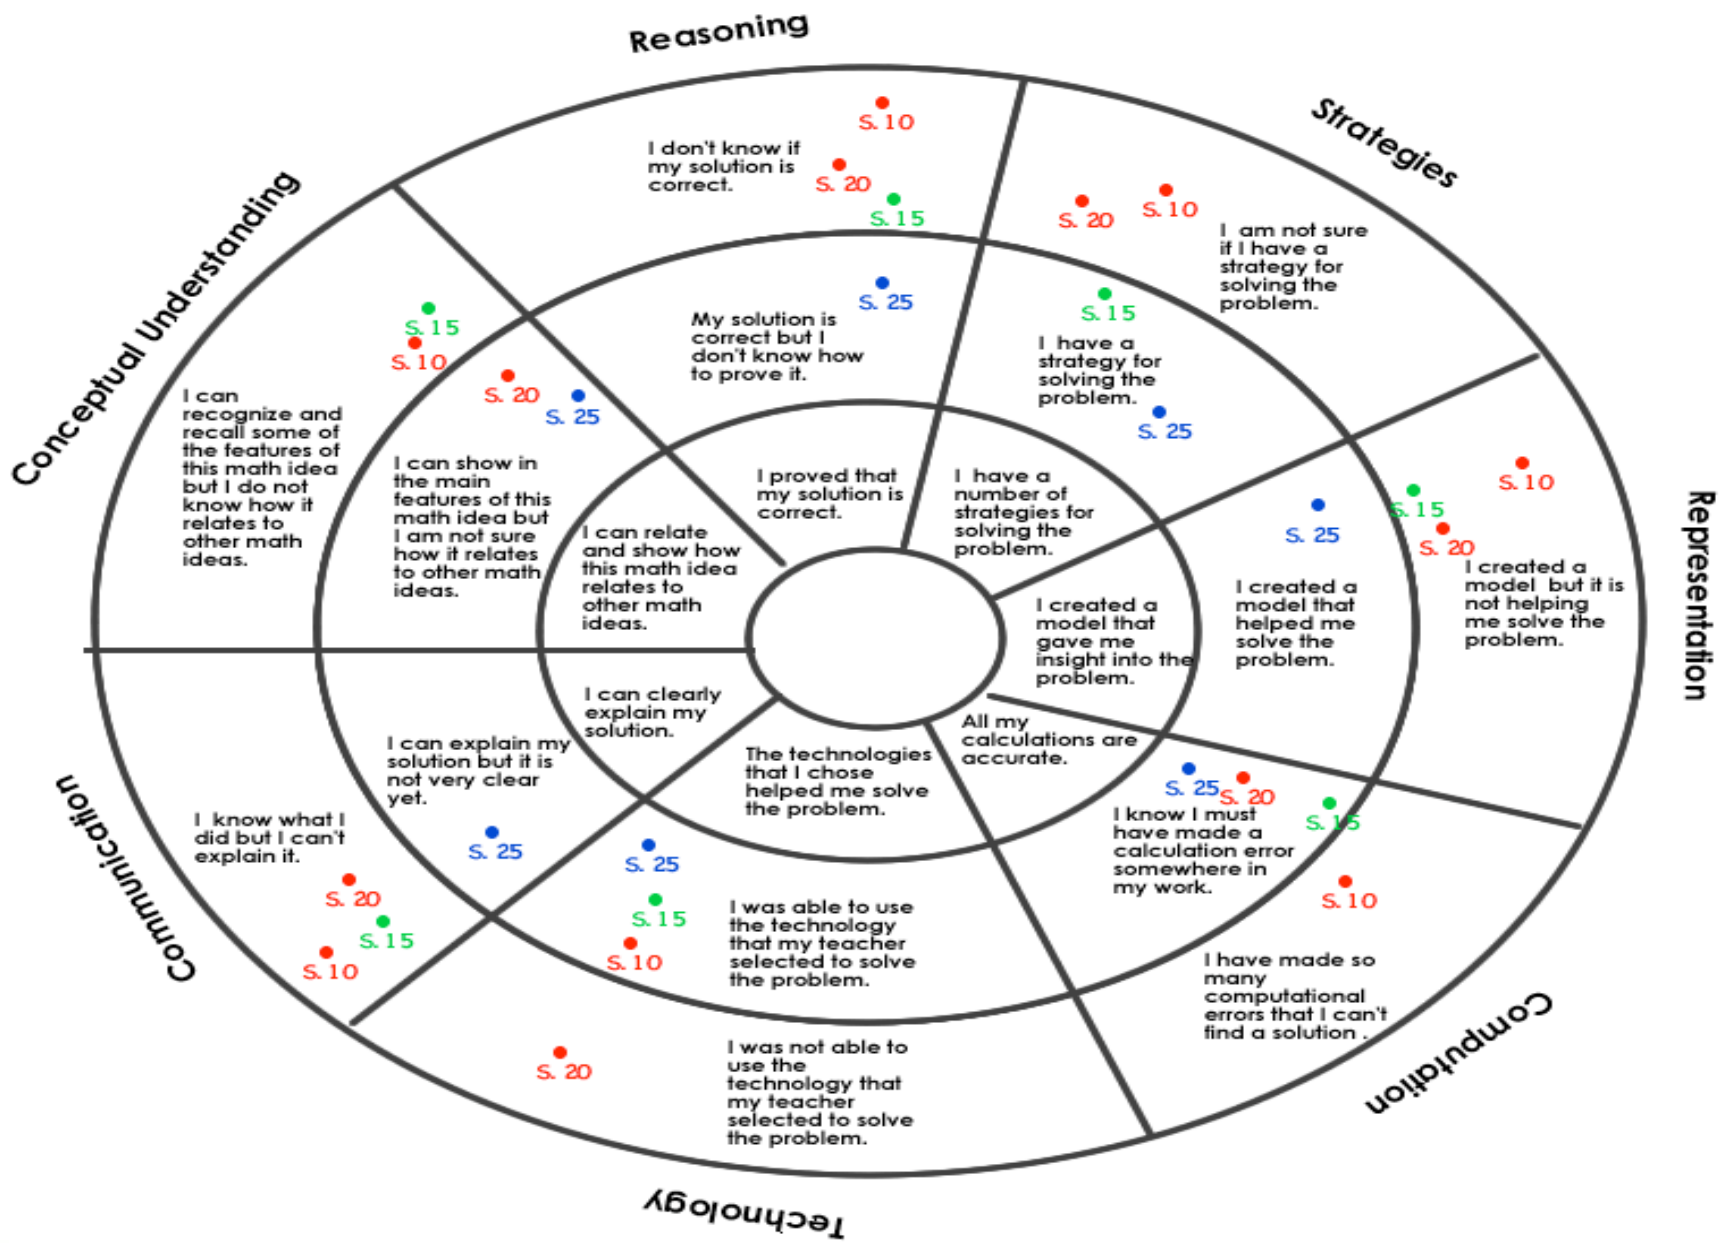 Reasoning
S. 10
I don't know if
my solution is
correct.
S. 20
S. 15
S. 25
My solution is
correct but I
don't know how
to prove it.
I proved that
my solution is
correct.
Strategies
S. 20
S. 10
I am not sure
if I have a
strategy for
solving the
problem.
S. 15
I have a
strategy for
solving the
problem.
S. 25
I have a
number of
strategies for
solving the
problem.
Representation
S. 10
S. 15
S. 20
I created a
model but it is
not helping
me solve the
problem.
S. 25
I created a
model that
helped me
solve the
problem.
I created a
model that
gave me
insight into the
problem.
Computation
All my
calculations are
accurate.
S. 25
S. 20
S. 15
I know I must
have made a
calculation error
somewhere in
my work.
S. 10
I have made so
many
computational
errors that I can't
find a solution .
Technology
The technologies
that I chose
helped me solve
the problem.
S. 25
S. 15
S. 10
I was able to use
the technology
that my teacher
selected to solve
the problem.
S. 20
I was not able to
use the
technology that
my teacher
selected to solve
the problem.
Communication
I can clearly
explain my
solution.
I can explain my
solution but it is
not very clear
yet.
S. 25
I know what I
did but I can't
explain it.
S. 20
S. 15
S. 10
Conceptual Understanding
S. 15
S. 10
I can
recognize and
recall some of
the features of
this math idea
but I do not
know how it
relates to
other math
ideas.
S. 20
S. 25
I can show in
the main
features of this
math idea but
I am not sure
how it relates
to other math
ideas.
I can relate
and show how
this math idea
relates to
other math
ideas.